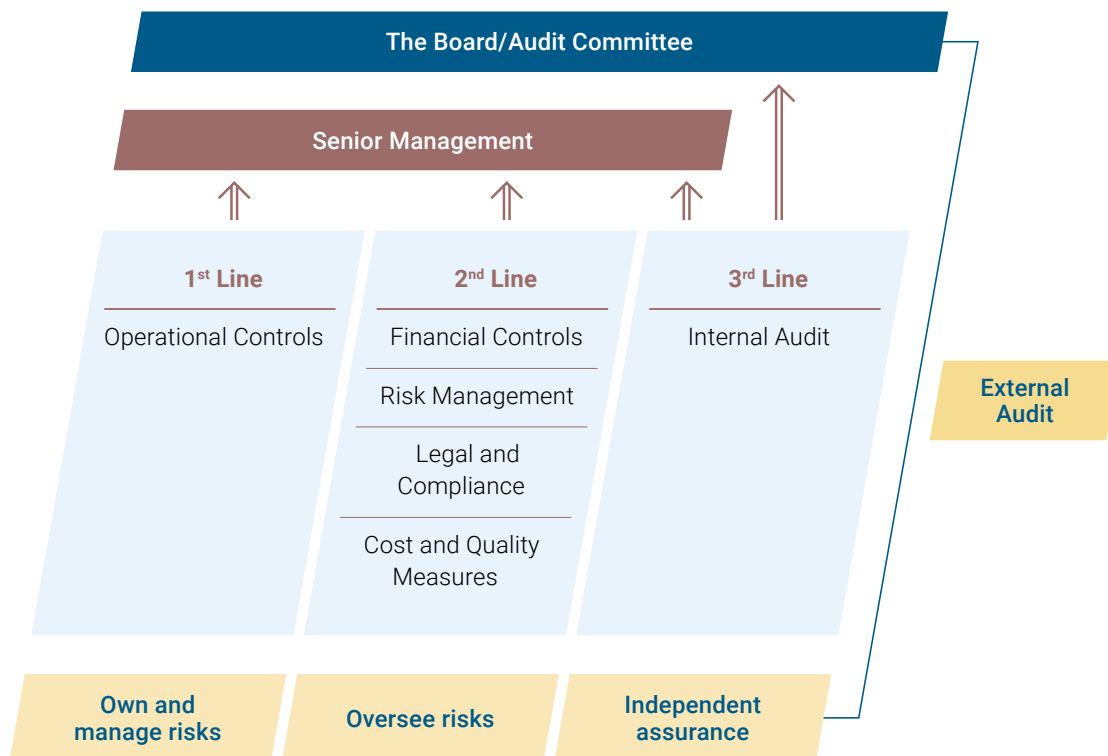 The Board/Audit Committee
Senior Management
1st Line
Operational Controls
2nd Line
Financial Controls
Risk Management
Legal and
Compliance
Cost and Quality
Measures
3rd Line
Internal Audit
External
Audit
Own and
manage risks
Oversee risks
Independent
assurance